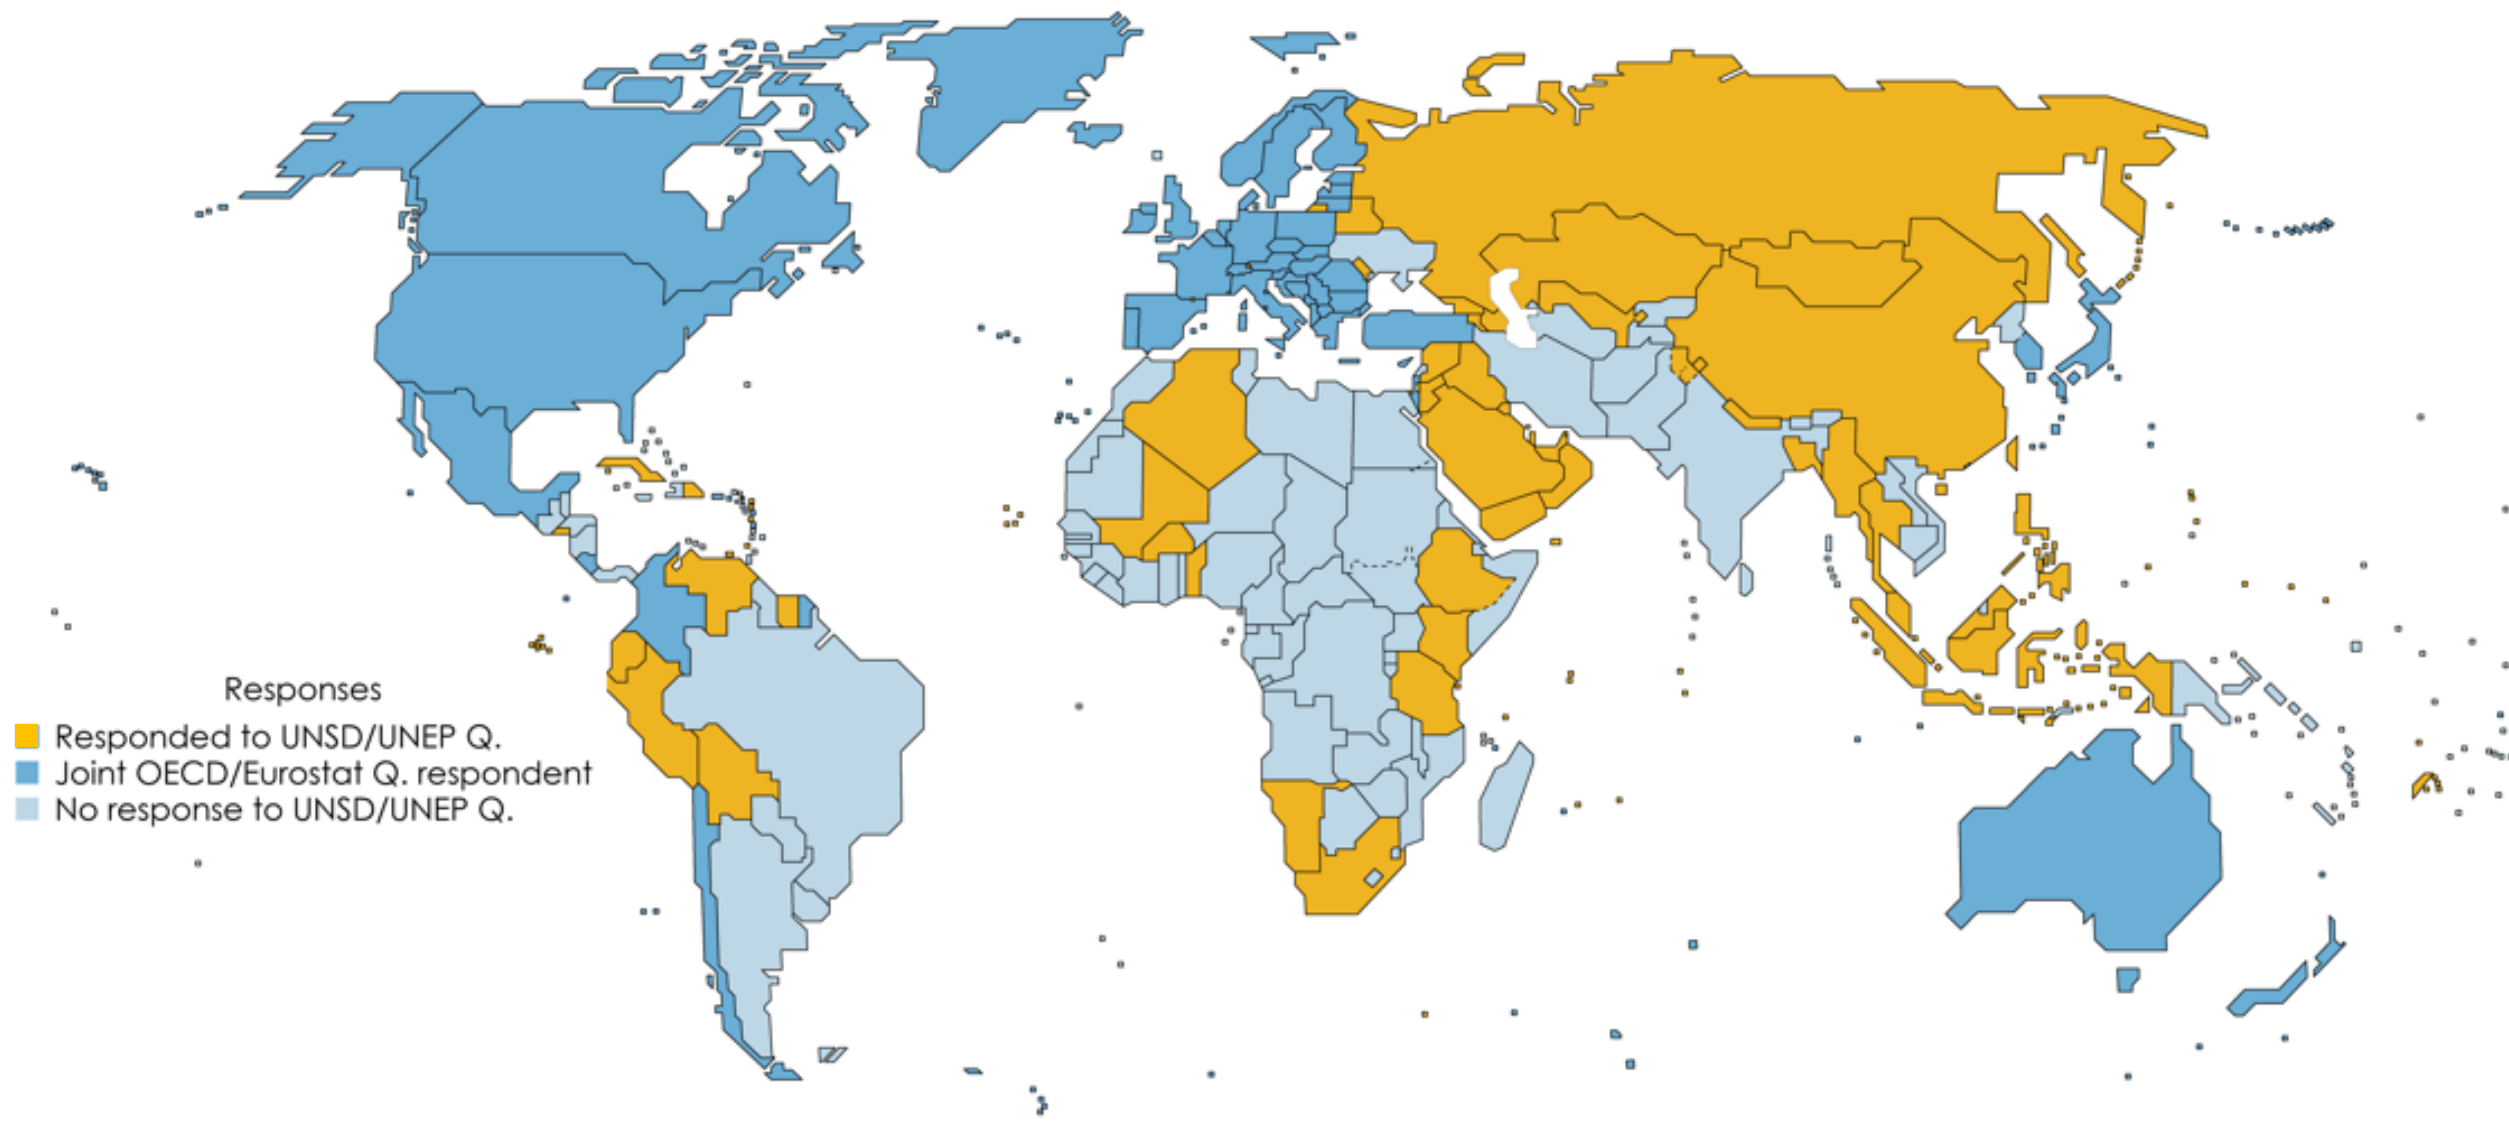 Responses
Responded to UNSD/UNEP Q.
Joint OECD/Eurostat Q. respondent
No response to UNSD/UNEP Q.